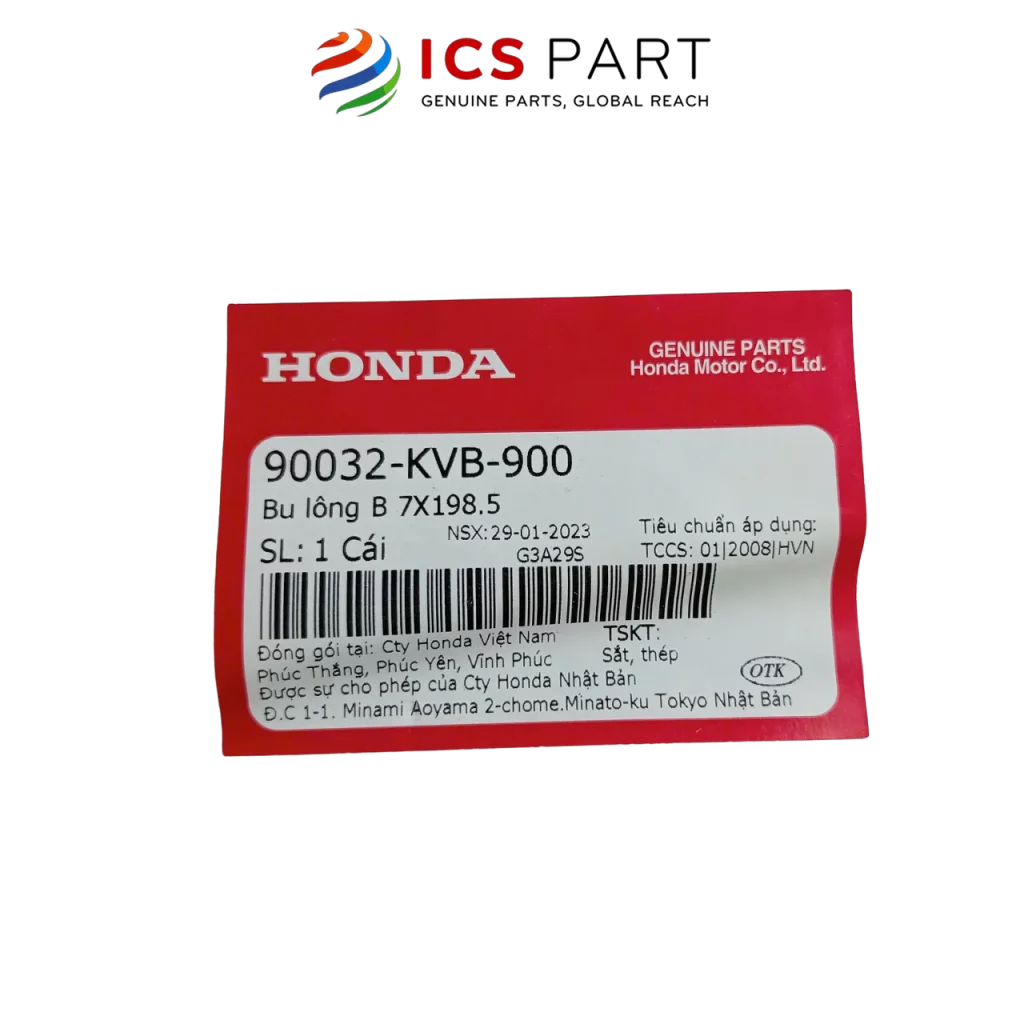 ICS PART
GENUINE PARTS, GLOBAL REACH
HONDA
GENUINE PARTS
Honda Motor Co., Ltd.
90032-KVB-900
Bu lông B 7X198.5
SL: 1 Cái
NSX: 29-01-2023
G3A29S
Tiêu chuẩn áp dụng:
TCCS: 01|2008|HVN
Đóng gói tại: Cty Honda Việt Nam
Phúc Thắng, Phúc Yên, Vĩnh Phúc
Được sự cho phép của Cty Honda Nhật Bản
Đ.C 1-1. Minami Aoyama 2-chome.Minato-ku Tokyo Nhật Bản
TSKT:
Sắt, thép
OTK